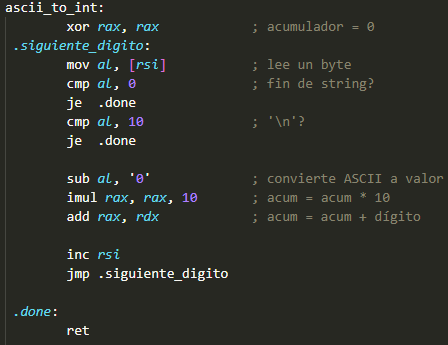 ascii_to_int:
xor rax, rax ; acumulador = 0
.siguiente_digito:
mov al, [rsi] ; lee un byte
cmp al, 0 ; fin de string?
je .done
cmp al, 10 ; '\n'?
je .done
sub al, '0' ; convierte ASCII a valor
imul rax, rax, 10 ; acum = acum * 10
add rax, rdx ; acum = acum + dígito
inc rsi
jmp .siguiente_digito
.done:
ret